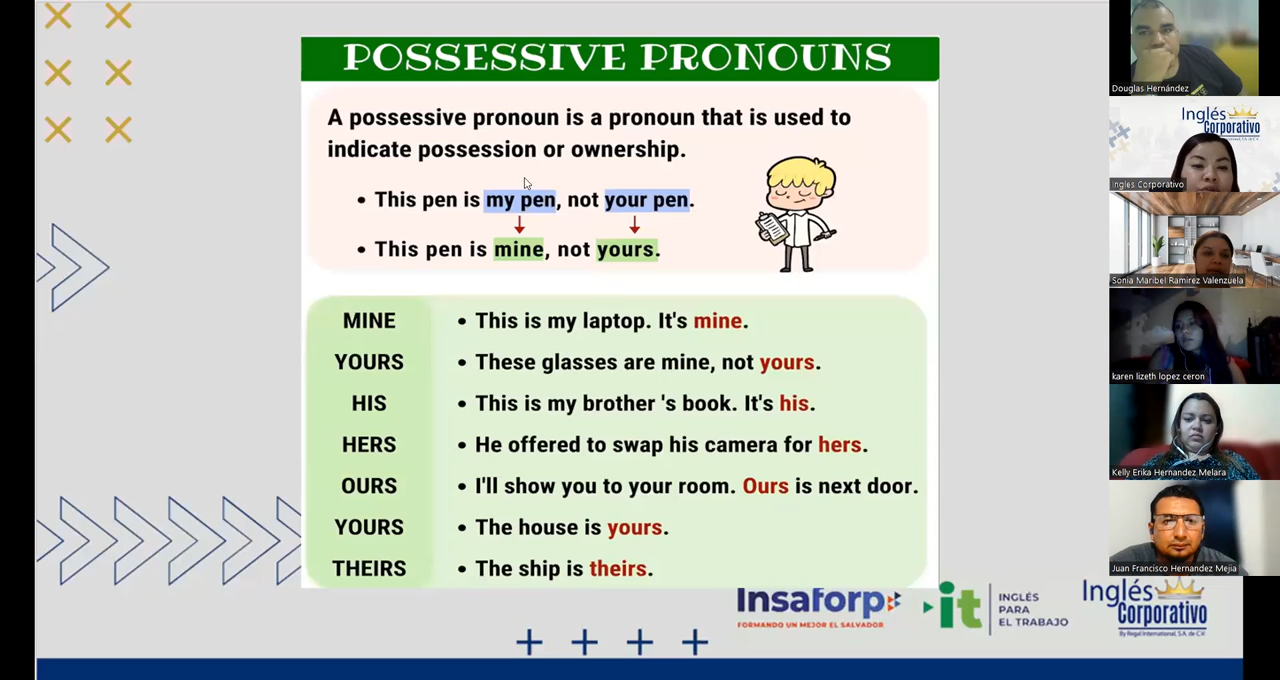 POSSESSIVE PRONOUNS
A possessive pronoun is a pronoun that is used to
indicate possession or ownership.
• This pen is my pen, not your pen.
• This pen is mine, not yours.
MINE • This is my laptop. It's mine.
YOURS • These glasses are mine, not yours.
HIS • This is my brother 's book. It's his.
HERS • He offered to swap his camera for hers.
OURS • I'll show you to your room. Ours is next door.
YOURS • The house is yours.
THEIRS • The ship is theirs.
Insaforp
FORMANDO UN MEJOR EL SALVADOR
it
INGLÉS
PARA
EL TRABAJO
Inglés
Corporativo
By Regal International, S.A. de C.V.
Douglas Hernández
Inglés
Corporativo
Ingles Corporativo
Sonia Maribel Ramirez Valenzuela
karen lizeth lopez ceron
Kelly Erika Hernandez Melara
Juan Francisco Hernandez Mejia